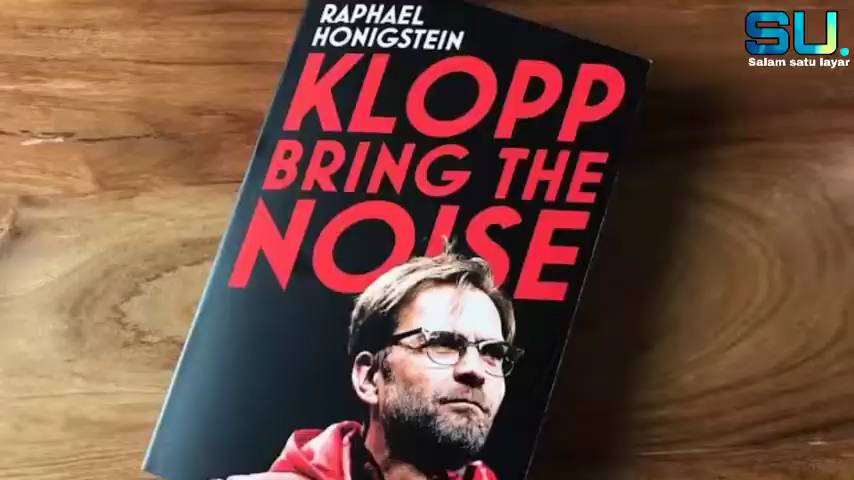 RAPHAEL
HONIGSTEIN
KLOPP
BRING THE
NOISE
SU.
Salam satu layar